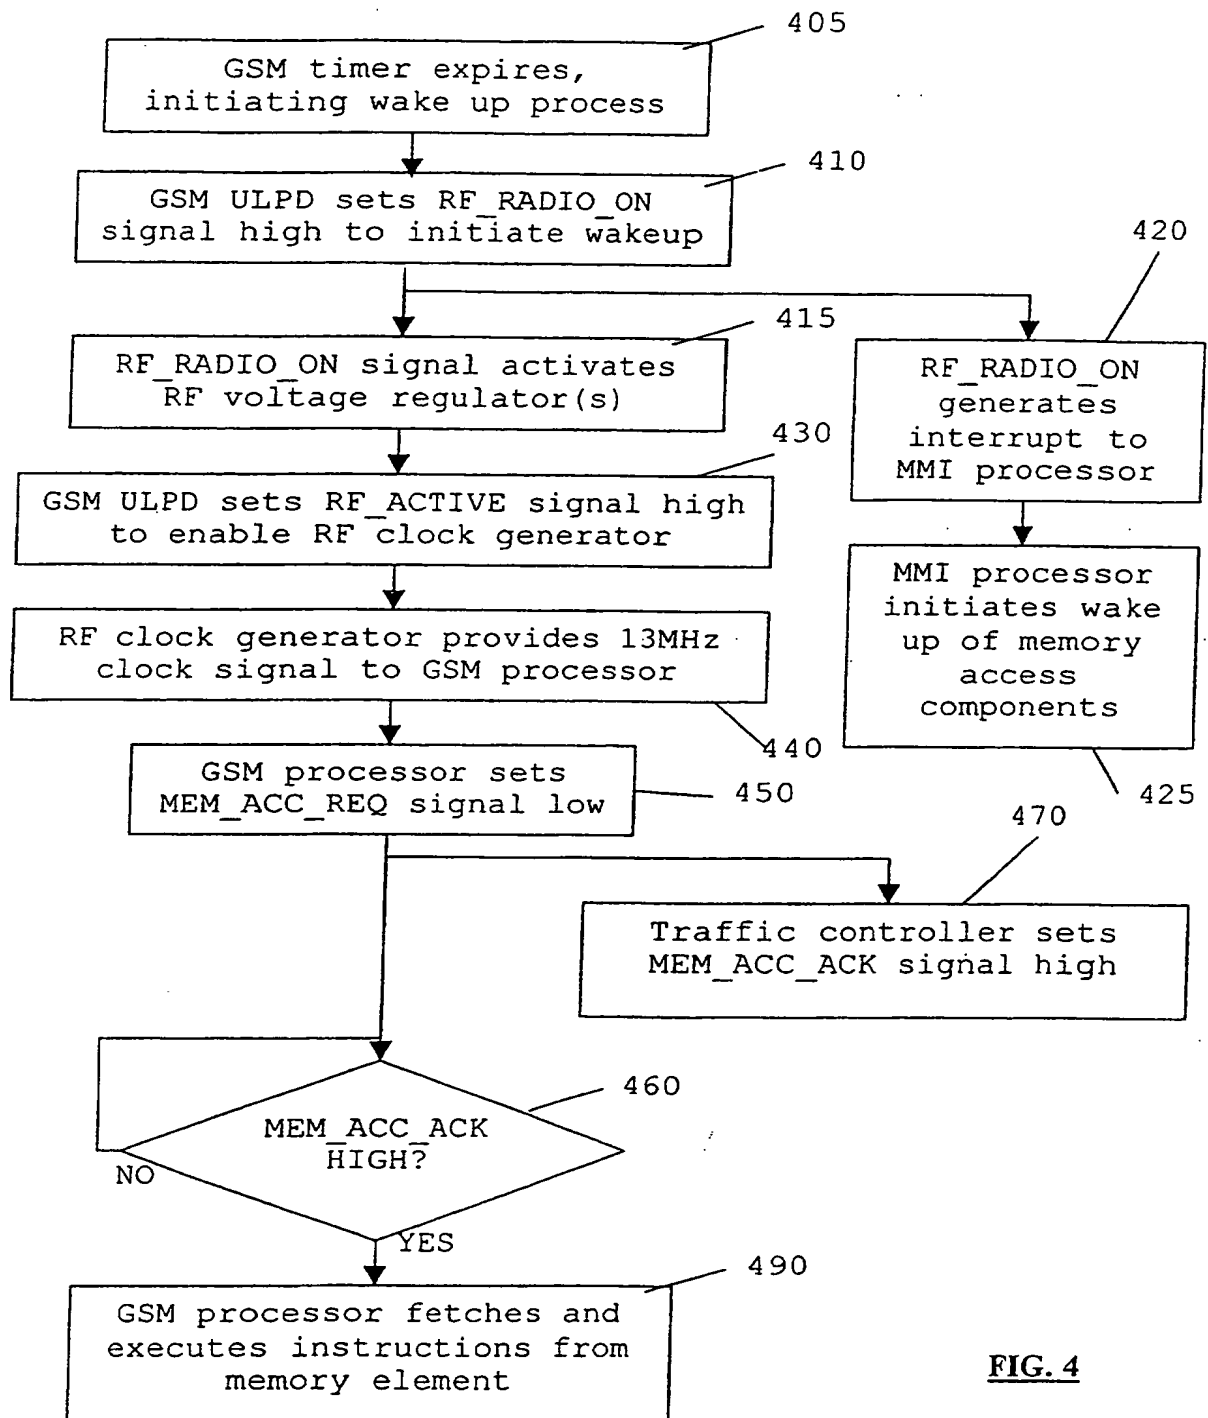 405
GSM timer expires,
initiating wake up process
410
GSM ULPD sets RF_RADIO_ON
signal high to initiate wakeup
420
415
RF_RADIO_ON signal activates
RF voltage regulator(s)
RF_RADIO_ON
generates
interrupt to
MMI processor
430
GSM ULPD sets RF_ACTIVE signal high
to enable RF clock generator
MMI processor
initiates wake
up of memory
access
components
RF clock generator provides 13MHz
clock signal to GSM processor
440
425
GSM processor sets
MEM_ACC_REQ signal low
450
470
Traffic controller sets
MEM_ACC_ACK signal high
460
MEM_ACC_ACK
HIGH?
NO
YES
490
GSM processor fetches and
executes instructions from
memory element
FIG. 4